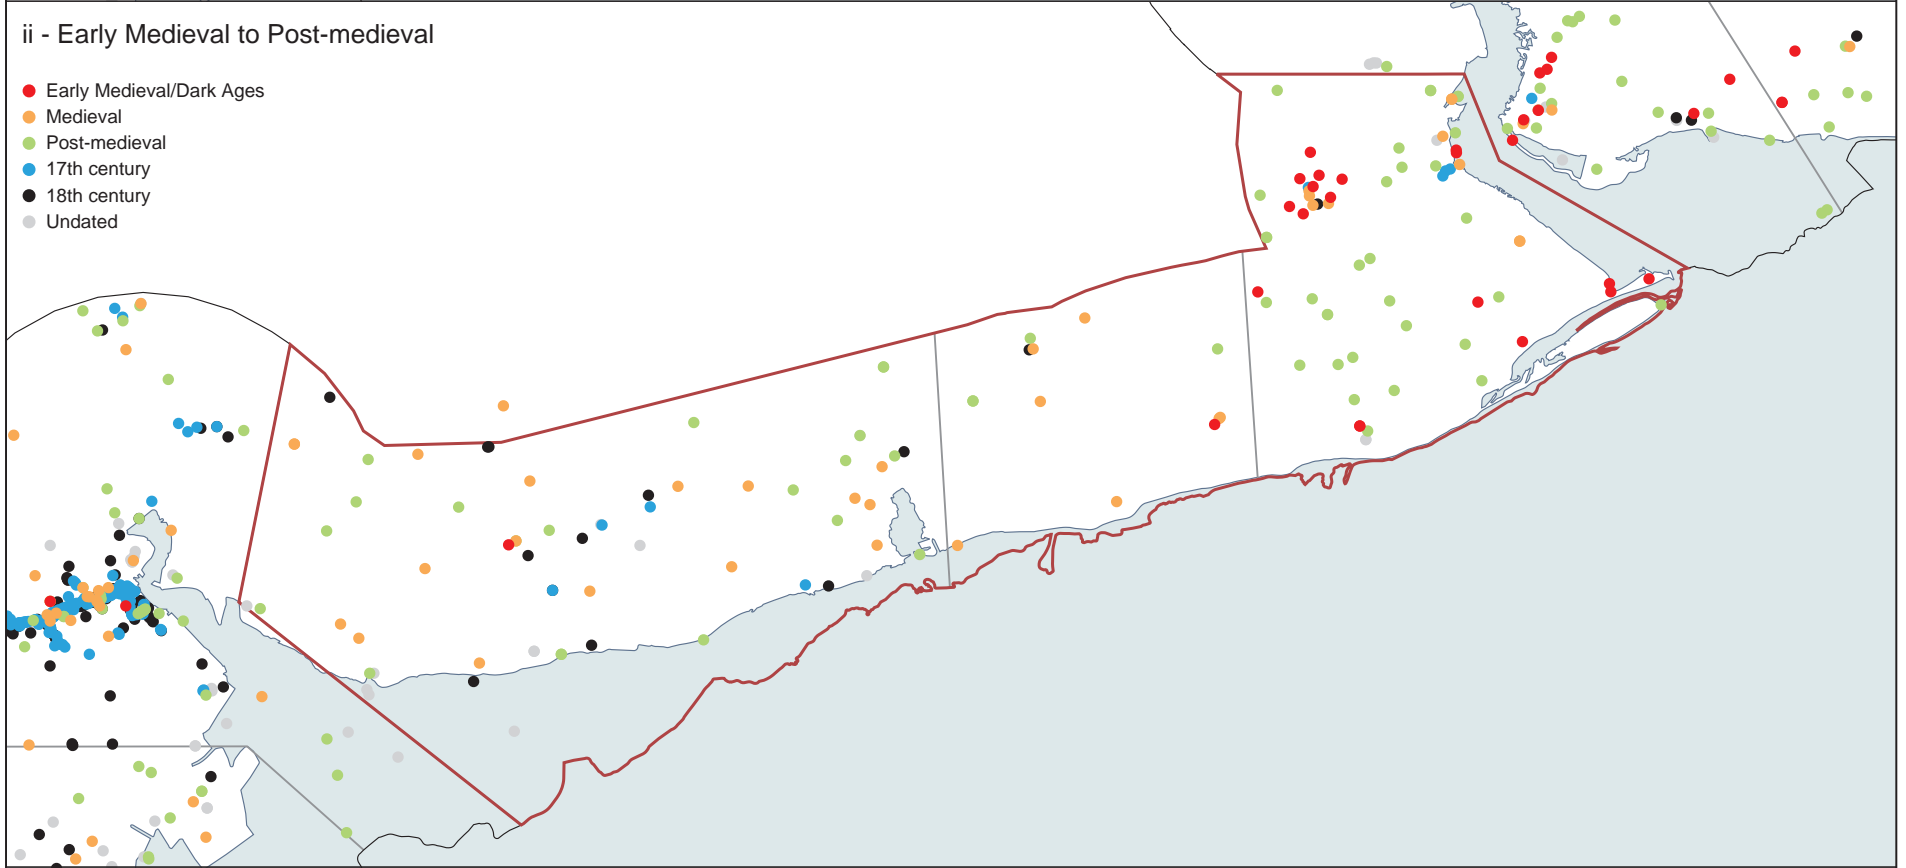 ii - Early Medieval to Post-medieval
Early Medieval/Dark Ages
Medieval
Post-medieval
17th century
18th century
Undated